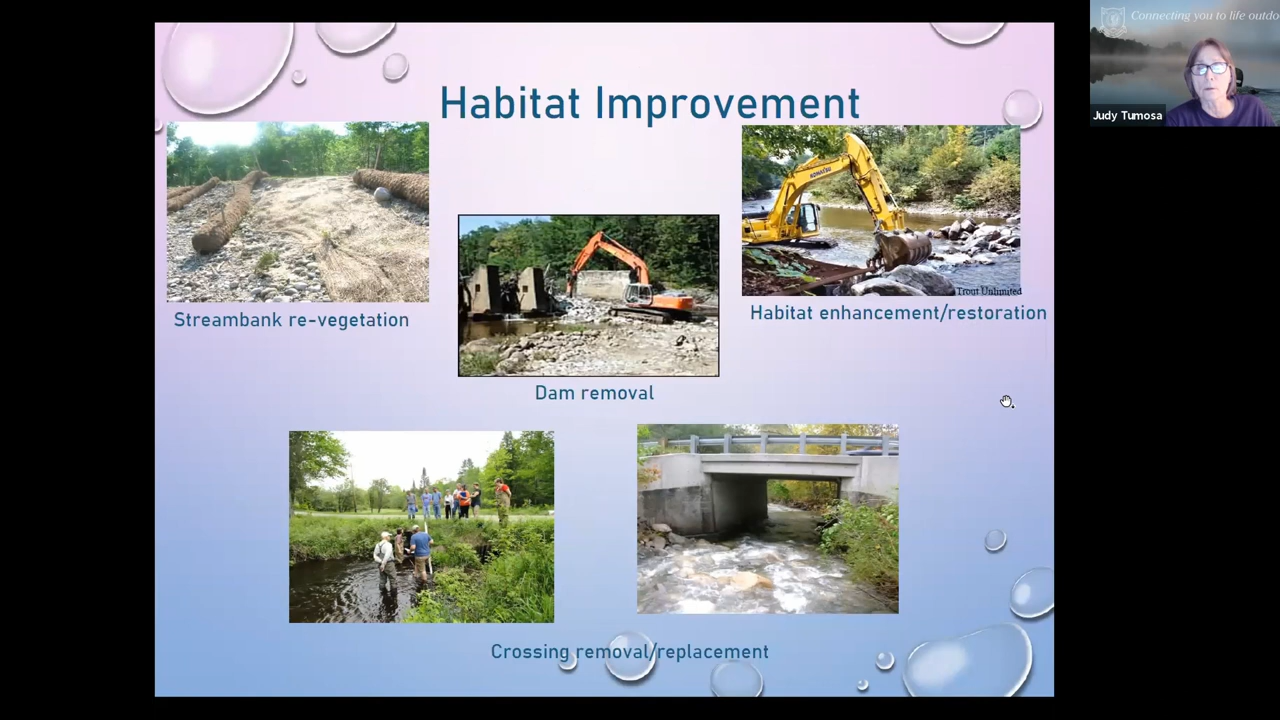 Connecting you to life outdo
Judy Tumosa
Habitat Improvement
KOMATSU
Trout Unlimited
Streambank re-vegetation
Habitat enhancement/restoration
Dam removal
Crossing removal/replacement